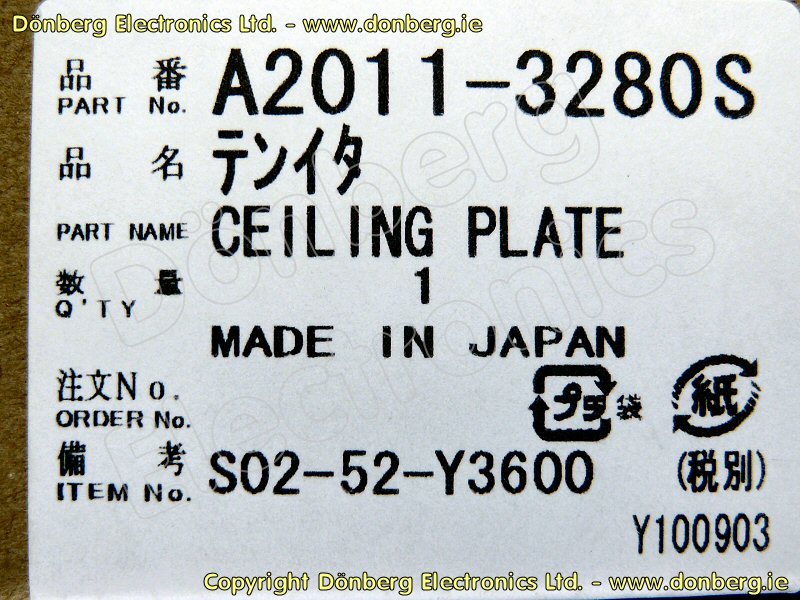 Dönberg Electronics Ltd. - www.donberg.ie
品番 A2011-3280S
PART No.
品名 テンイタ
PART NAME CEILING PLATE
数量 1
Q'TY
MADE IN JAPAN
注文No.
ORDER No.
プラ 袋 紙
備考 S02-52-Y3600 (税別)
ITEM No.
Y100903
Dönberg Electronics
Copyright Dönberg Electronics Ltd. - www.donberg.ie